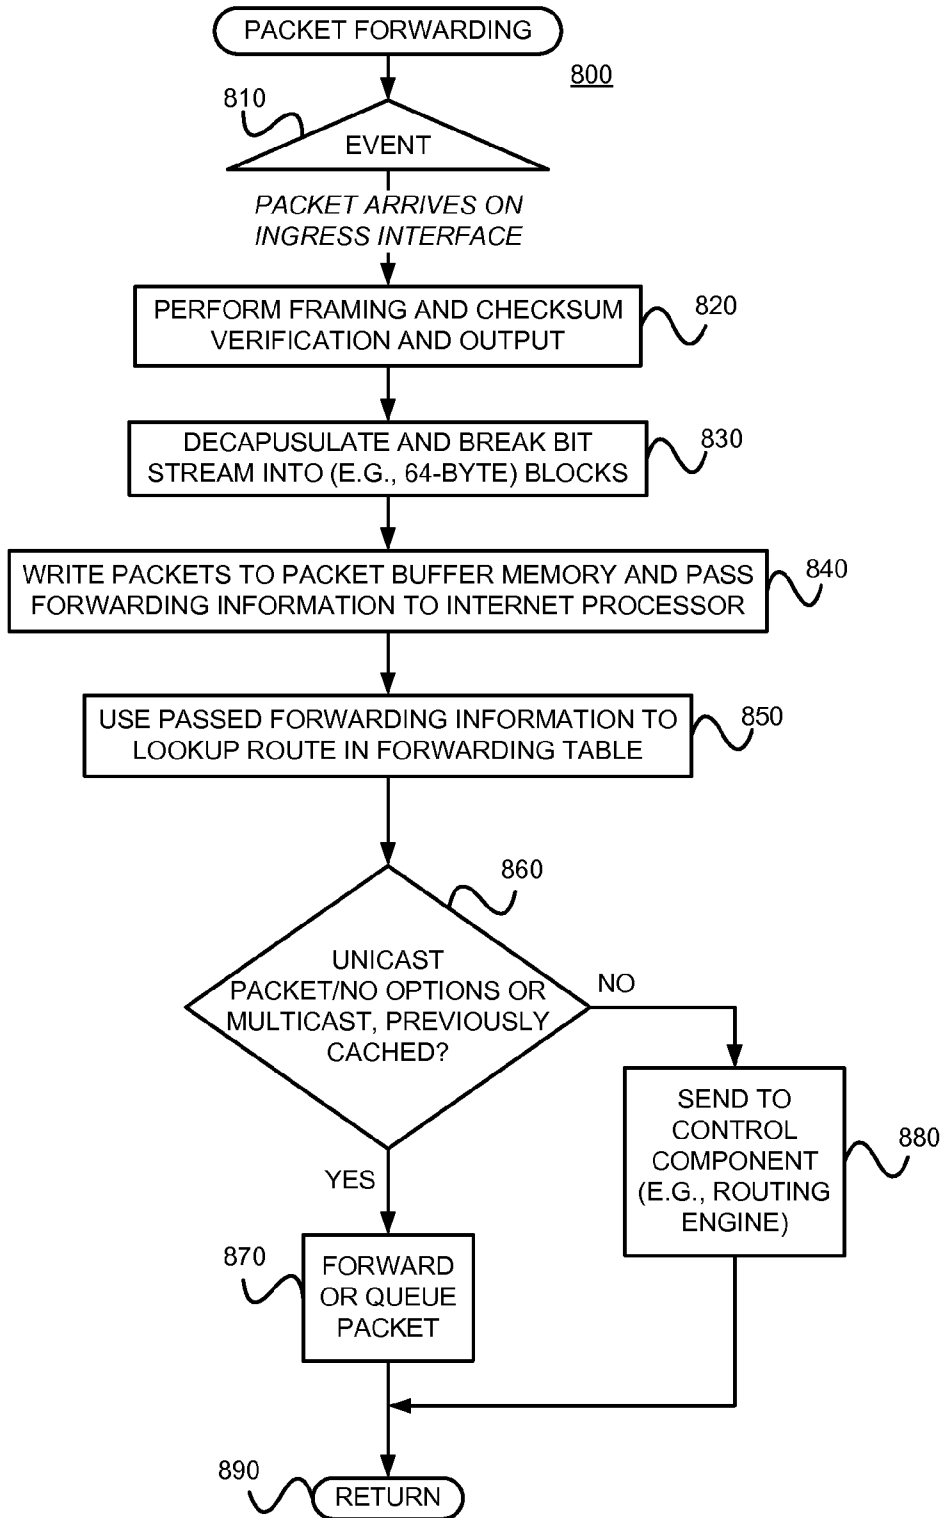 PACKET FORWARDING
800
810
EVENT
PACKET ARRIVES ON
INGRESS INTERFACE
PERFORM FRAMING AND CHECKSUM
VERIFICATION AND OUTPUT
820
DECAPUSULATE AND BREAK BIT
STREAM INTO (E.G., 64-BYTE) BLOCKS
830
WRITE PACKETS TO PACKET BUFFER MEMORY AND PASS
FORWARDING INFORMATION TO INTERNET PROCESSOR
840
USE PASSED FORWARDING INFORMATION TO
LOOKUP ROUTE IN FORWARDING TABLE
850
860
UNICAST
PACKET/NO OPTIONS OR
MULTICAST, PREVIOUSLY
CACHED?
NO
YES
SEND TO
CONTROL
COMPONENT
(E.G., ROUTING
ENGINE)
880
870
FORWARD
OR QUEUE
PACKET
890
RETURN